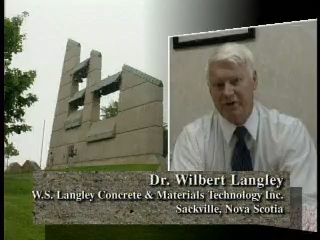 Dr. Wilbert Langley
W.S. Langley Concrete & Materials Technology Inc.
Sackville, Nova Scotia